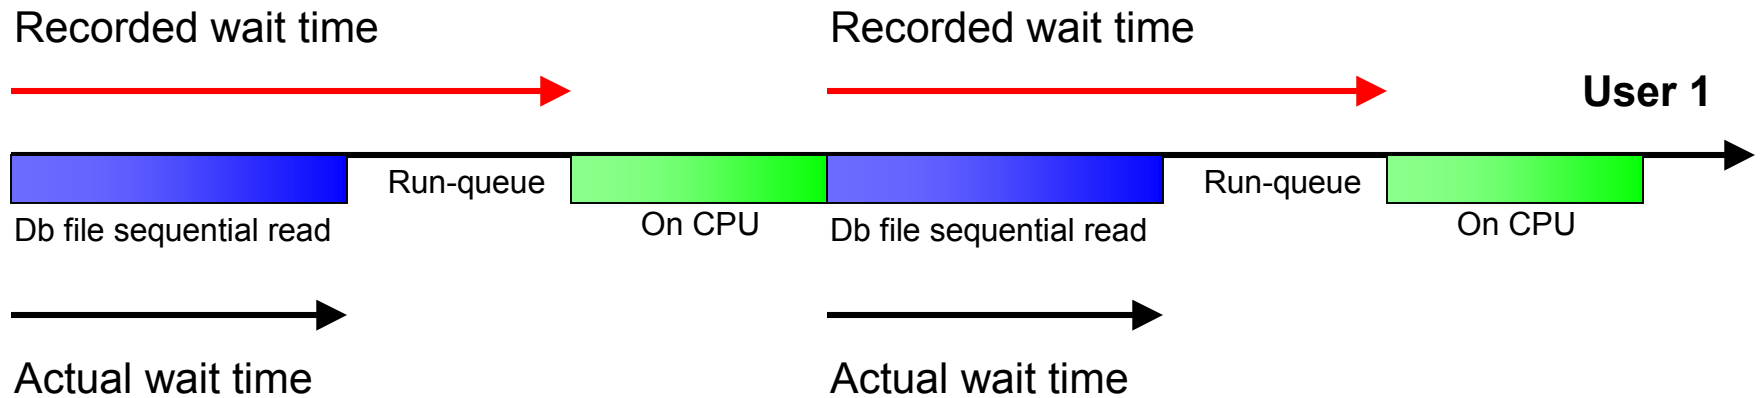 Recorded wait time
Recorded wait time
User 1
Run-queue
Run-queue
Db file sequential read
On CPU
Db file sequential read
On CPU
Actual wait time
Actual wait time